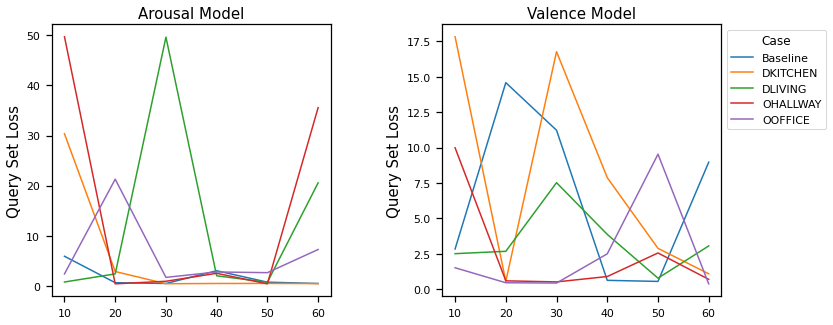 Arousal Model
Query Set Loss
50
40
30
20
10
0
10 20 30 40 50 60
Valence Model
Query Set Loss
17.5
15.0
12.5
10.0
7.5
5.0
2.5
0.0
10 20 30 40 50 60
Case
Baseline
DKITCHEN
DLIVING
OHALLWAY
OOFFICE